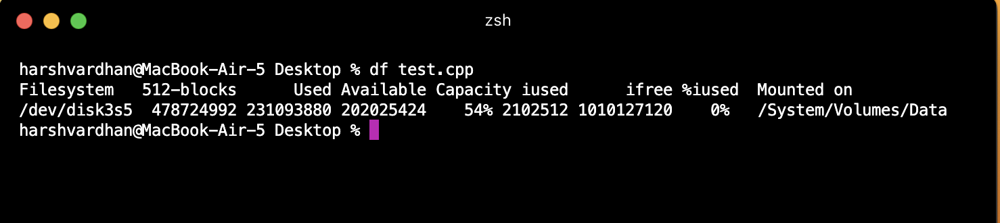 zsh
harshvardhan@MacBook-Air-5 Desktop % df test.cpp
Filesystem   512-blocks      Used Available Capacity iused      ifree %iused  Mounted on
/dev/disk3s5  478724992 231093880 202025424    54% 2102512 1010127120    0%   /System/Volumes/Data
harshvardhan@MacBook-Air-5 Desktop %